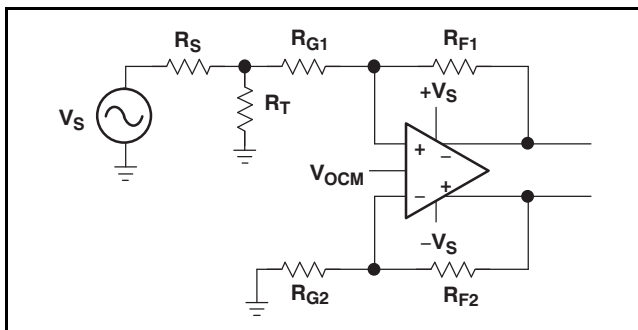 R_S
R_G1
R_F1
+V_S
R_T
V_S
+
−
V_OCM
+
−
−V_S
R_G2
R_F2